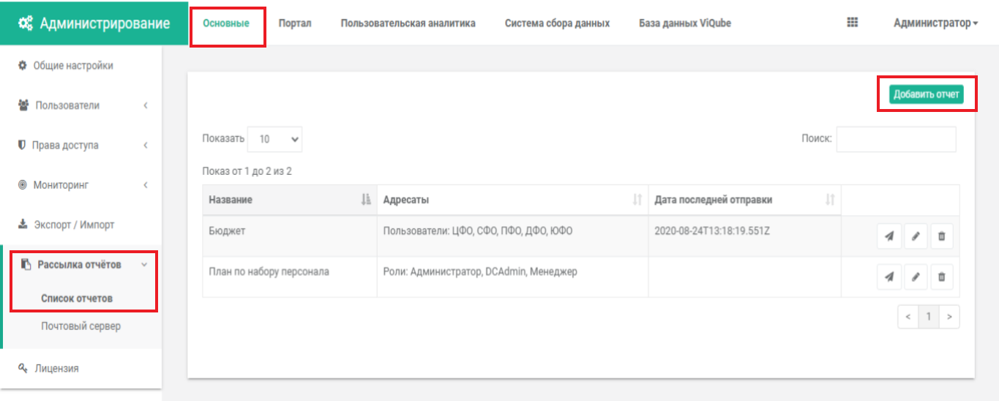 Администрирование
Основные Портал Пользовательская аналитика Система сбора данных База данных ViQube Администратор
Общие настройки
Пользователи
Права доступа
Мониторинг
Экспорт / Импорт
Рассылка отчётов
Список отчетов
Почтовый сервер
Лицензия
Добавить отчет
Показать 10 Поиск:
Показ от 1 до 2 из 2
Название Адресаты Дата последней отправки
Бюджет Пользователи: ЦФО, СФО, ПФО, ДФО, ЮФО 2020-08-24T13:18:19.551Z
План по набору персонала Роли: Администратор, DCAdmin, Менеджер
< 1 >